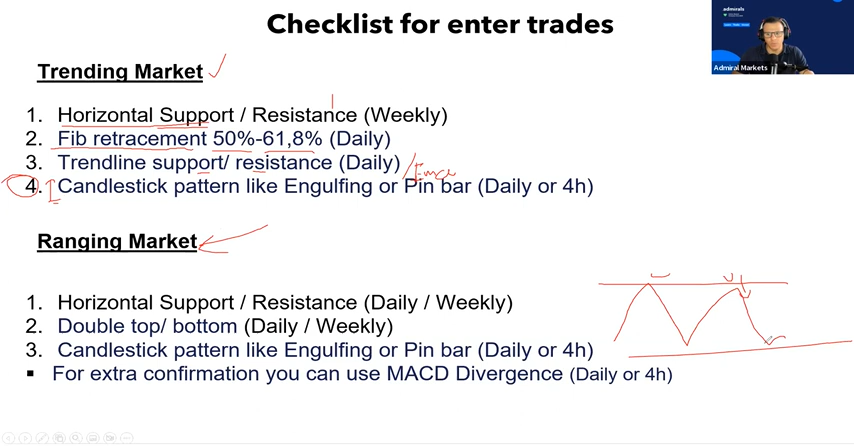 Checklist for enter trades
admirals
Admiral Markets
Trending Market
1. Horizontal Support / Resistance (Weekly)
2. Fib retracement 50%-61,8% (Daily)
3. Trendline support/ resistance (Daily)
4. Candlestick pattern like Engulfing or Pin bar (Daily or 4h)
Ranging Market
1. Horizontal Support / Resistance (Daily / Weekly)
2. Double top/ bottom (Daily / Weekly)
3. Candlestick pattern like Engulfing or Pin bar (Daily or 4h)
▪ For extra confirmation you can use MACD Divergence (Daily or 4h)